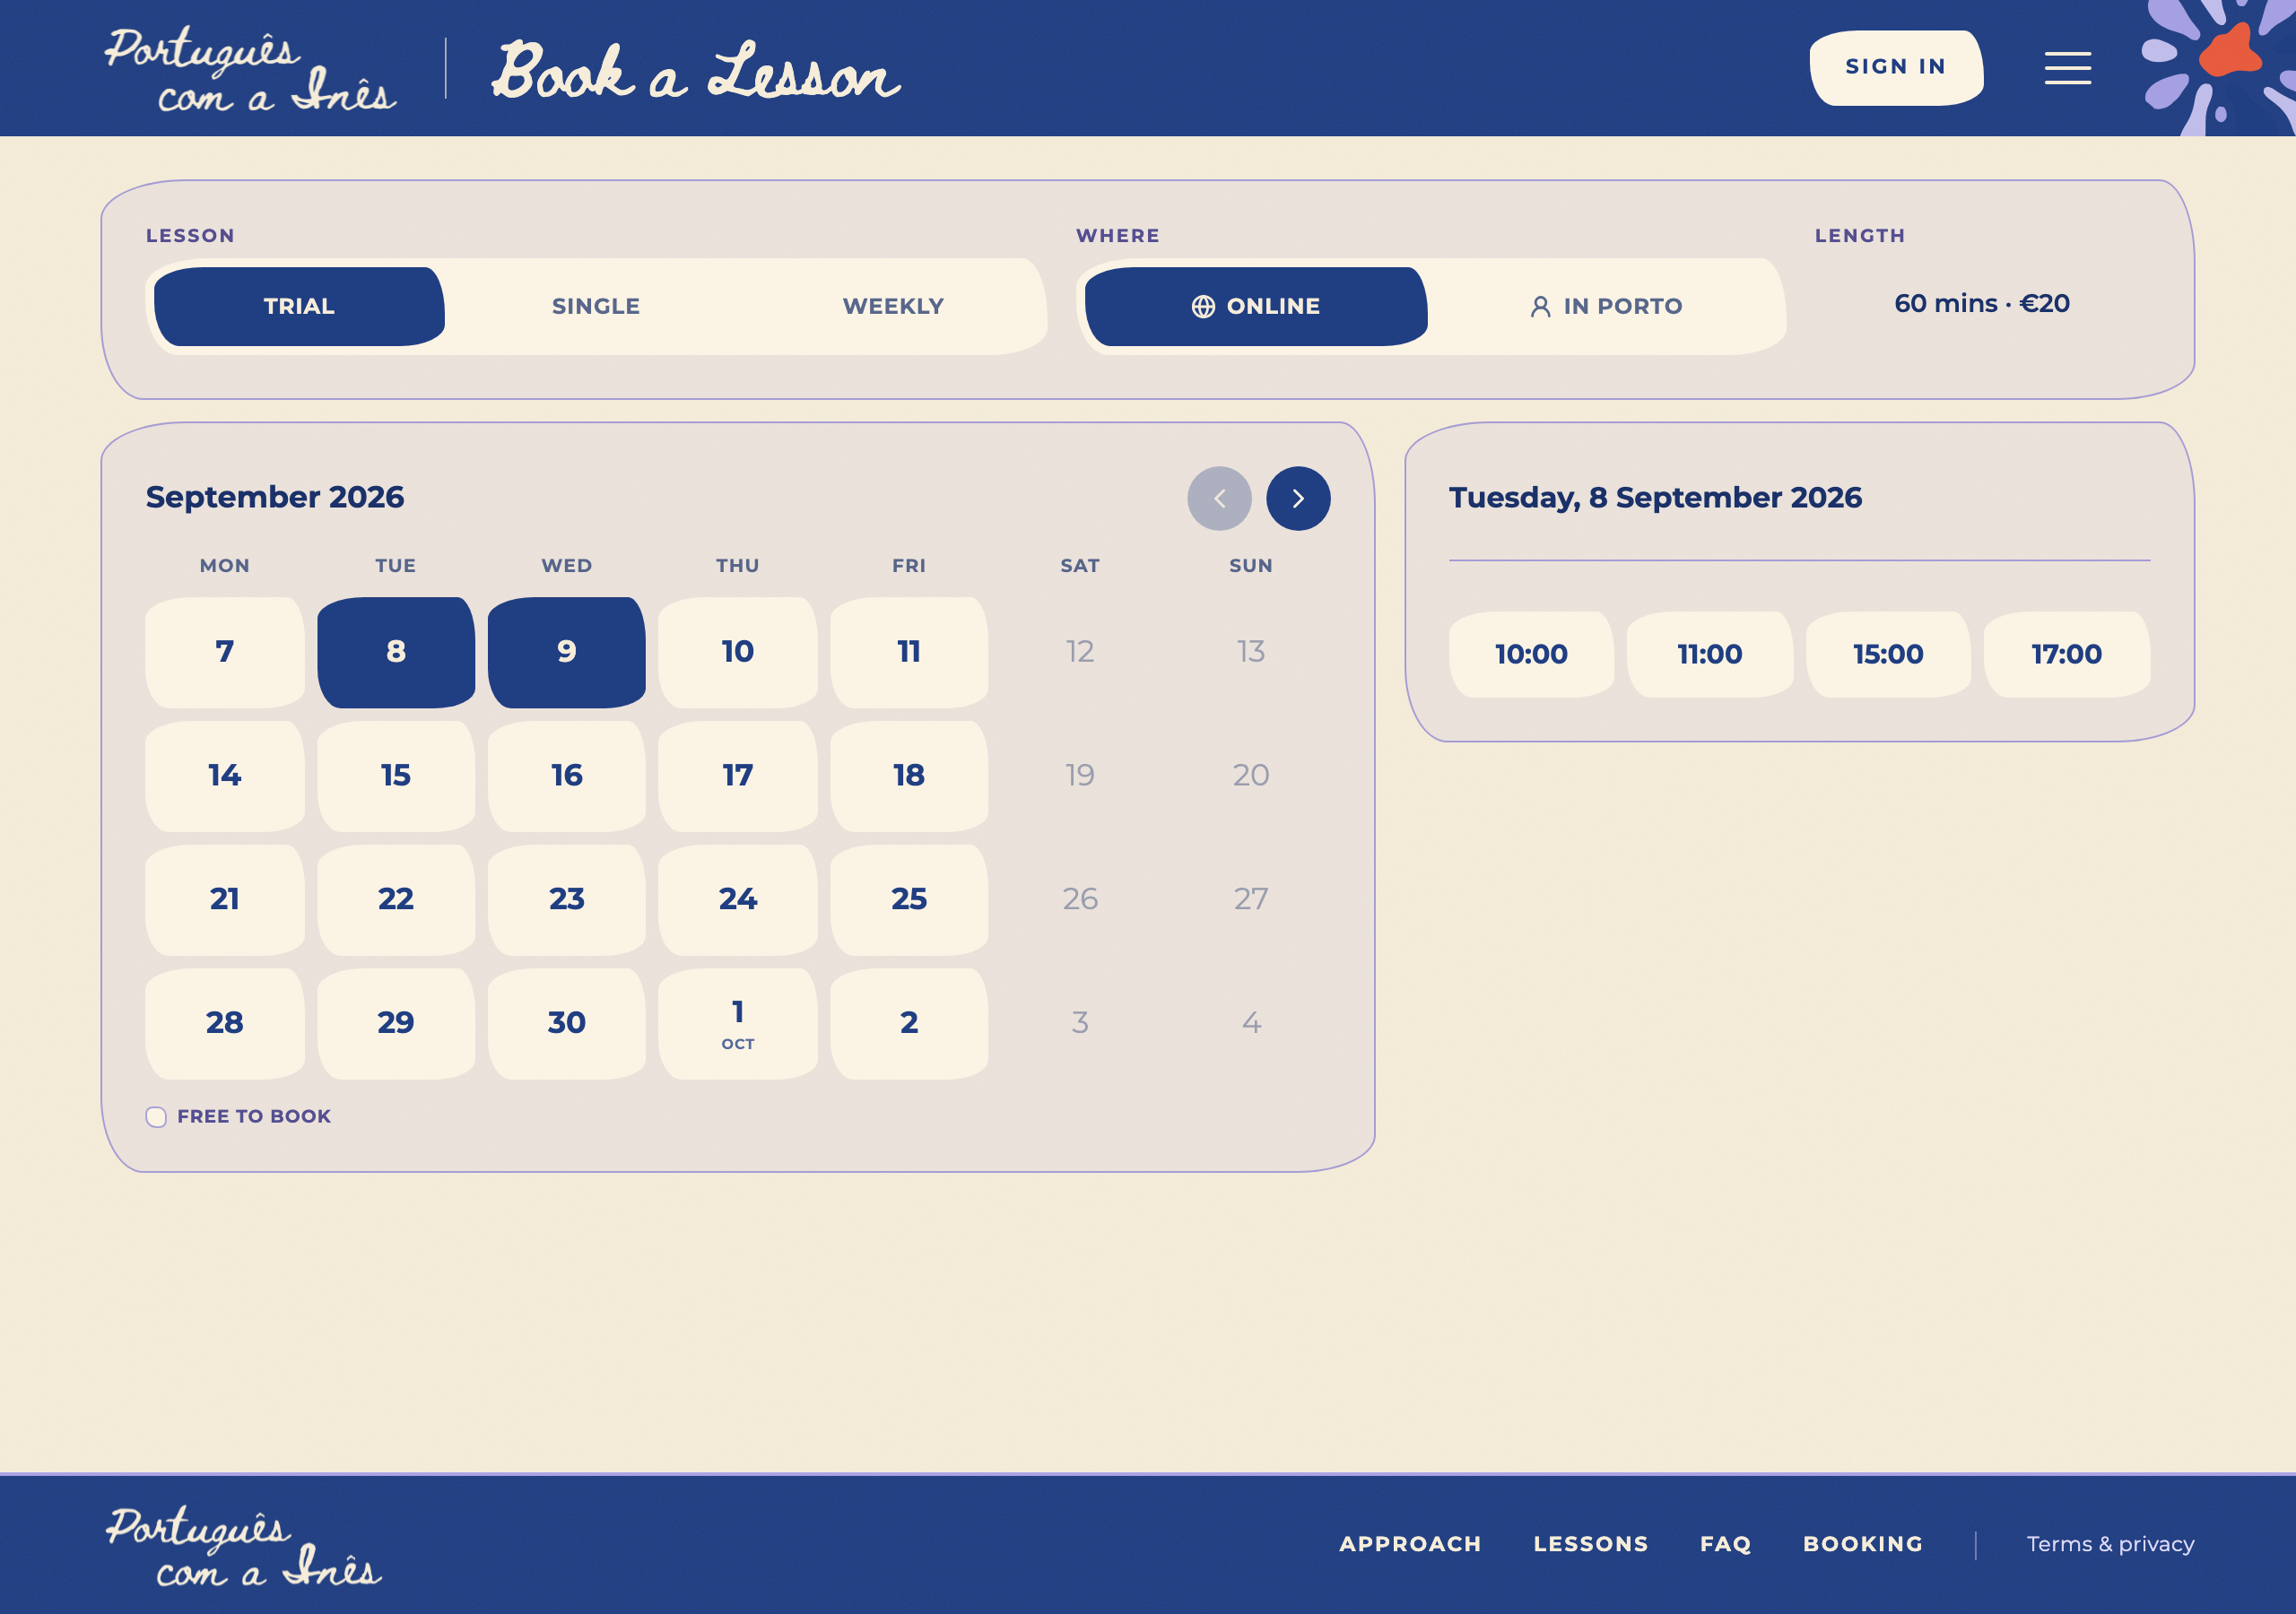 Português
com a Inês
Book a Lesson
SIGN IN
LESSON
WHERE
LENGTH
TRIAL
SINGLE
WEEKLY
ONLINE
IN PORTO
60 mins · €20
September 2026
MON TUE WED THU FRI SAT SUN
7 8 9 10 11 12 13
14 15 16 17 18 19 20
21 22 23 24 25 26 27
28 29 30 1 2 3 4
OCT
FREE TO BOOK
Tuesday, 8 September 2026
10:00 11:00 15:00 17:00
Português
com a Inês
APPROACH LESSONS FAQ BOOKING Terms & privacy